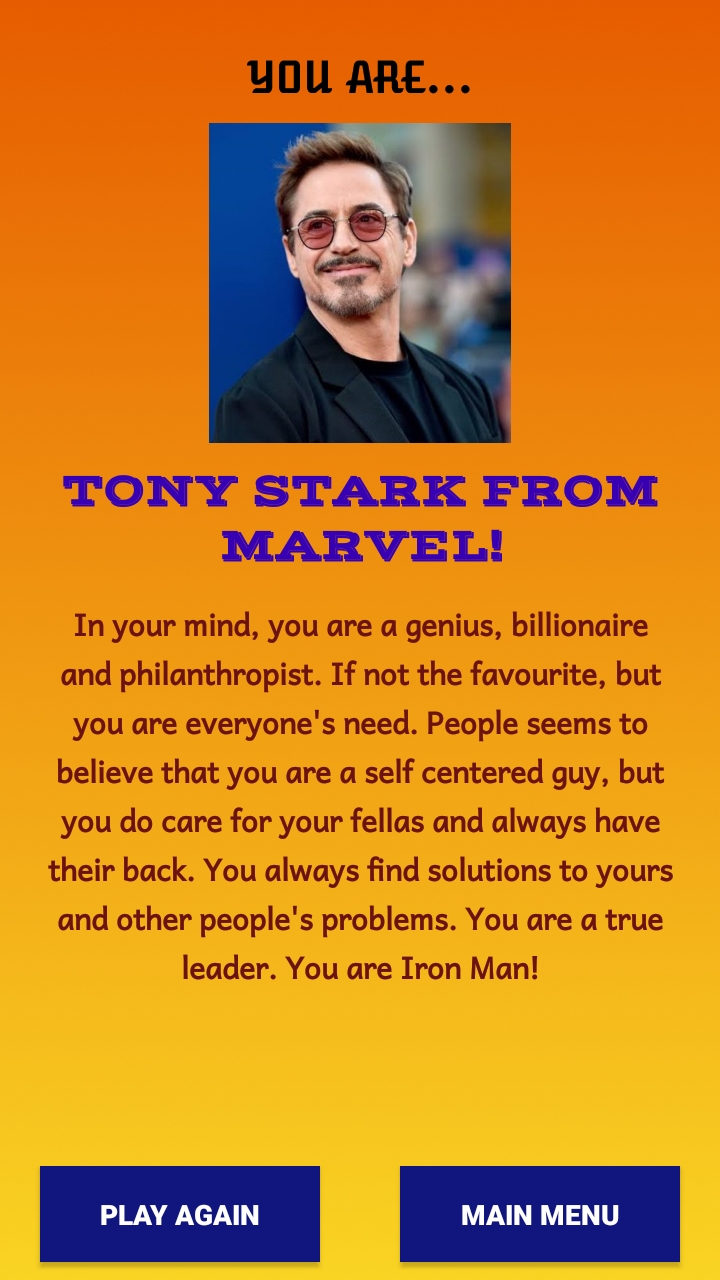 YOU ARE...
TONY STARK FROM
MARVEL!
In your mind, you are a genius, billionaire
and philanthropist. If not the favourite, but
you are everyone's need. People seems to
believe that you are a self centered guy, but
you do care for your fellas and always have
their back. You always find solutions to yours
and other people's problems. You are a true
leader. You are Iron Man!
PLAY AGAIN
MAIN MENU